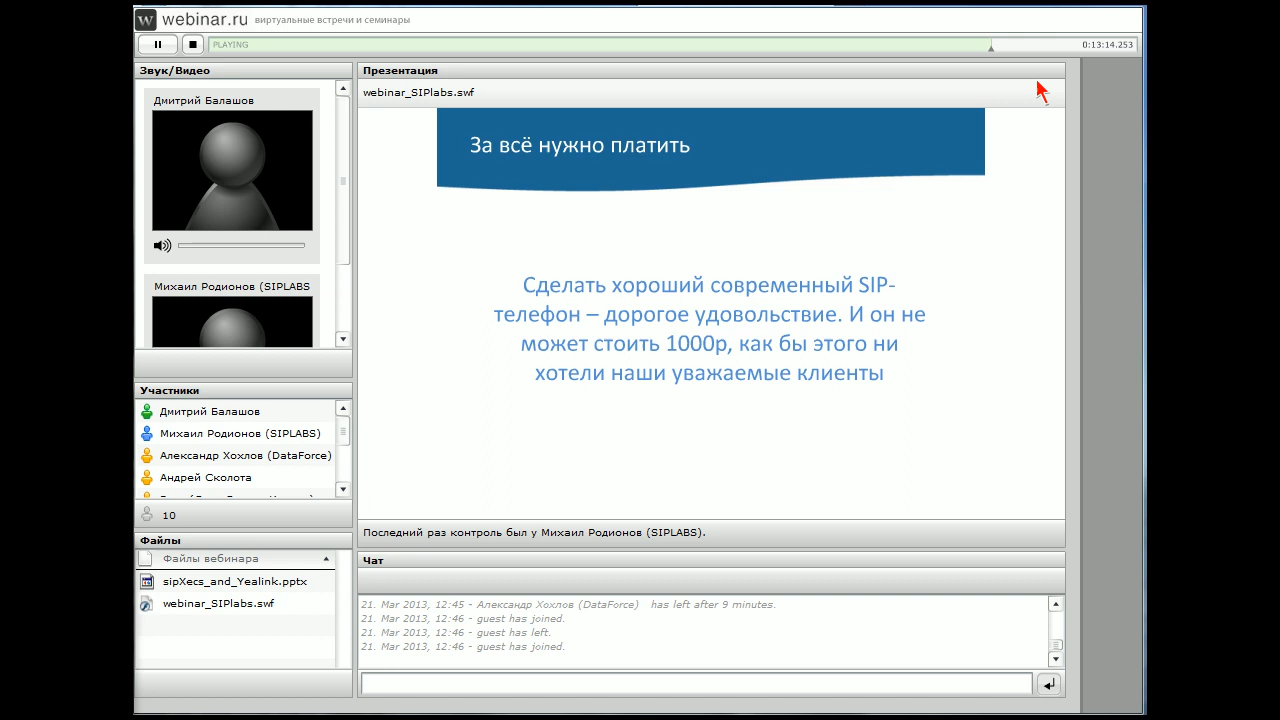 w webinar.ru виртуальные встречи и семинары
PLAYING 0:13:14.253
Звук/Видео
Дмитрий Балашов
Михаил Родионов (SIPLABS
Участники
Дмитрий Балашов
Михаил Родионов (SIPLABS)
Александр Хохлов (DataForce)
Андрей Сколота
10
Файлы
Файлы вебинара
sipXecs_and_Yealink.pptx
webinar_SIPlabs.swf
Презентация
webinar_SIPlabs.swf
За всё нужно платить
Сделать хороший современный SIP-
телефон – дорогое удовольствие. И он не
может стоить 1000р, как бы этого ни
хотели наши уважаемые клиенты
Последний раз контроль был у Михаил Родионов (SIPLABS).
Чат
21. Mar 2013, 12:45 - Александр Хохлов (DataForce) has left after 9 minutes.
21. Mar 2013, 12:46 - guest has joined.
21. Mar 2013, 12:46 - guest has left.
21. Mar 2013, 12:46 - guest has joined.